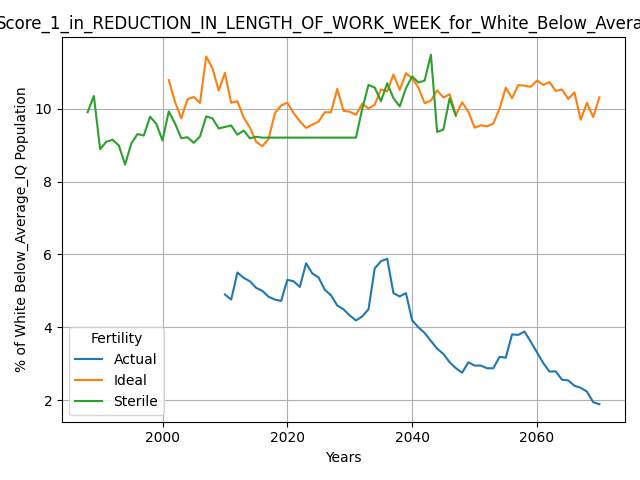 Score_1_in_REDUCTION_IN_LENGTH_OF_WORK_WEEK_for_White_Below_Avera
% of White Below_Average_IQ Population
10
8
6
4
2
Fertility
Actual
Ideal
Sterile
2000 2020 2040 2060
Years